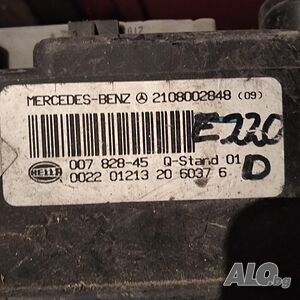 MERCEDES-BENZ 2108002848 (09)
E220
D
007 828-45 Q-Stand 01
HELLA 0022 01213 20 6037 6
ALO.bg